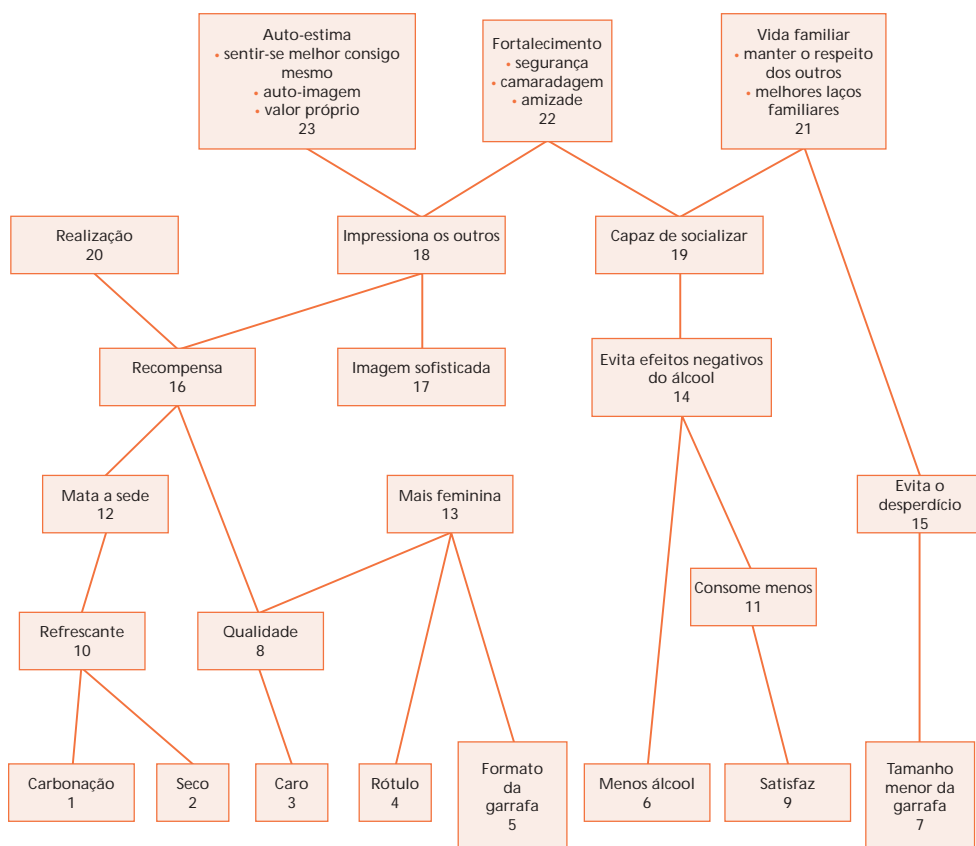 Auto-estima
• sentir-se melhor consigo
mesmo
• auto-imagem
• valor próprio
23
Fortalecimento
• segurança
• camaradagem
• amizade
22
Vida familiar
• manter o respeito
dos outros
• melhores laços
familiares
21
Realização
20
Impressiona os outros
18
Capaz de socializar
19
Recompensa
16
Imagem sofisticada
17
Evita efeitos negativos
do álcool
14
Mata a sede
12
Mais feminina
13
Evita o
desperdício
15
Consome menos
11
Refrescante
10
Qualidade
8
Carbonação
1
Seco
2
Caro
3
Rótulo
4
Formato
da
garrafa
5
Menos álcool
6
Satisfaz
9
Tamanho
menor da
garrafa
7